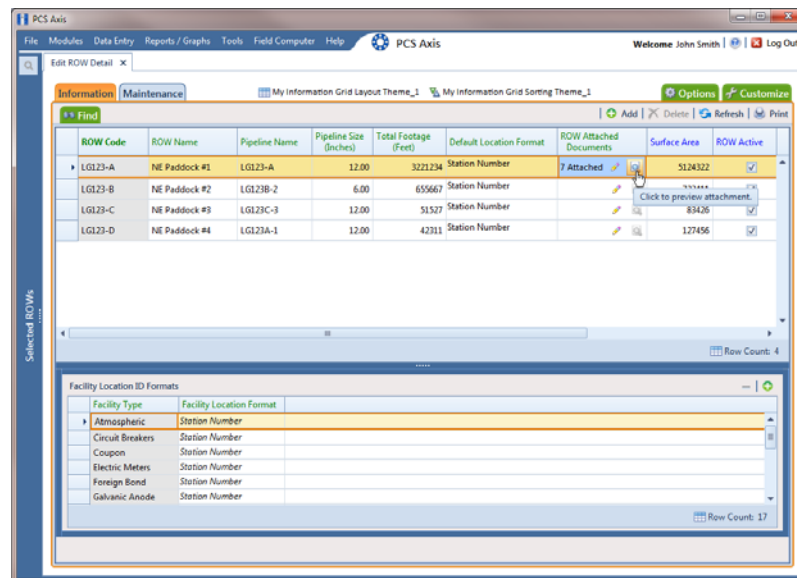 PCS Axis
File Modules Data Entry Reports / Graphs Tools Field Computer Help PCS Axis Welcome John Smith Log Out
Edit ROW Detail x
Information Maintenance My Information Grid Layout Theme_1 My Information Grid Sorting Theme_1 Options Customize
Find Add Delete Refresh Print
ROW Code ROW Name Pipeline Name Pipeline Size (Inches) Total Footage (Feet) Default Location Format ROW Attached Documents Surface Area ROW Active
LG123-A NE Paddock #1 LG123-A 12.00 3221234 Station Number 7 Attached 5124322
LG123-B NE Paddock #2 LG123B-2 6.00 655667 Station Number
Click to preview attachment.
LG123-C NE Paddock #3 LG123C-3 12.00 51527 Station Number 83426
LG123-D NE Paddock #4 LG123A-1 12.00 42311 Station Number 127456
Selected ROWs
Row Count: 4
Facility Location ID Formats
Facility Type Facility Location Format
Atmospheric Station Number
Circuit Breakers Station Number
Coupon Station Number
Electric Meters Station Number
Foreign Bond Station Number
Galvanic Anode Station Number
Row Count: 17